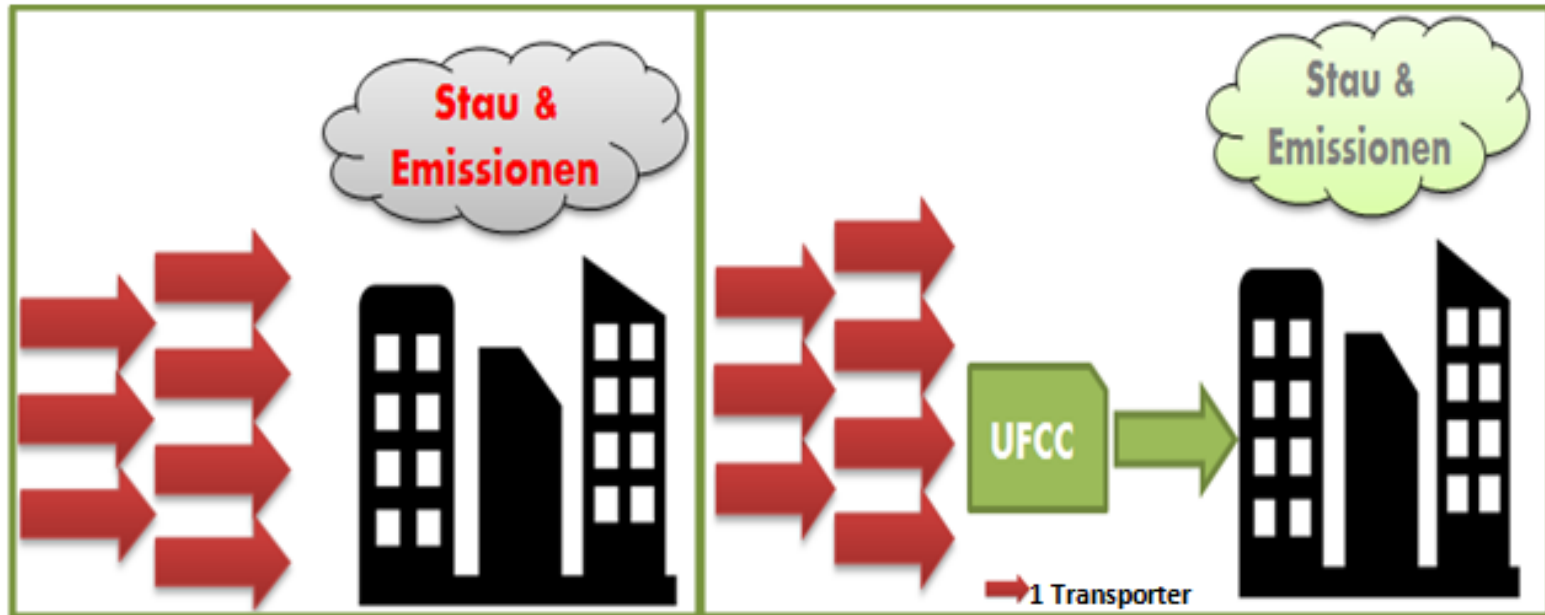 Stau &
Emissionen
Stau &
Emissionen
UFCC
1 Transporter